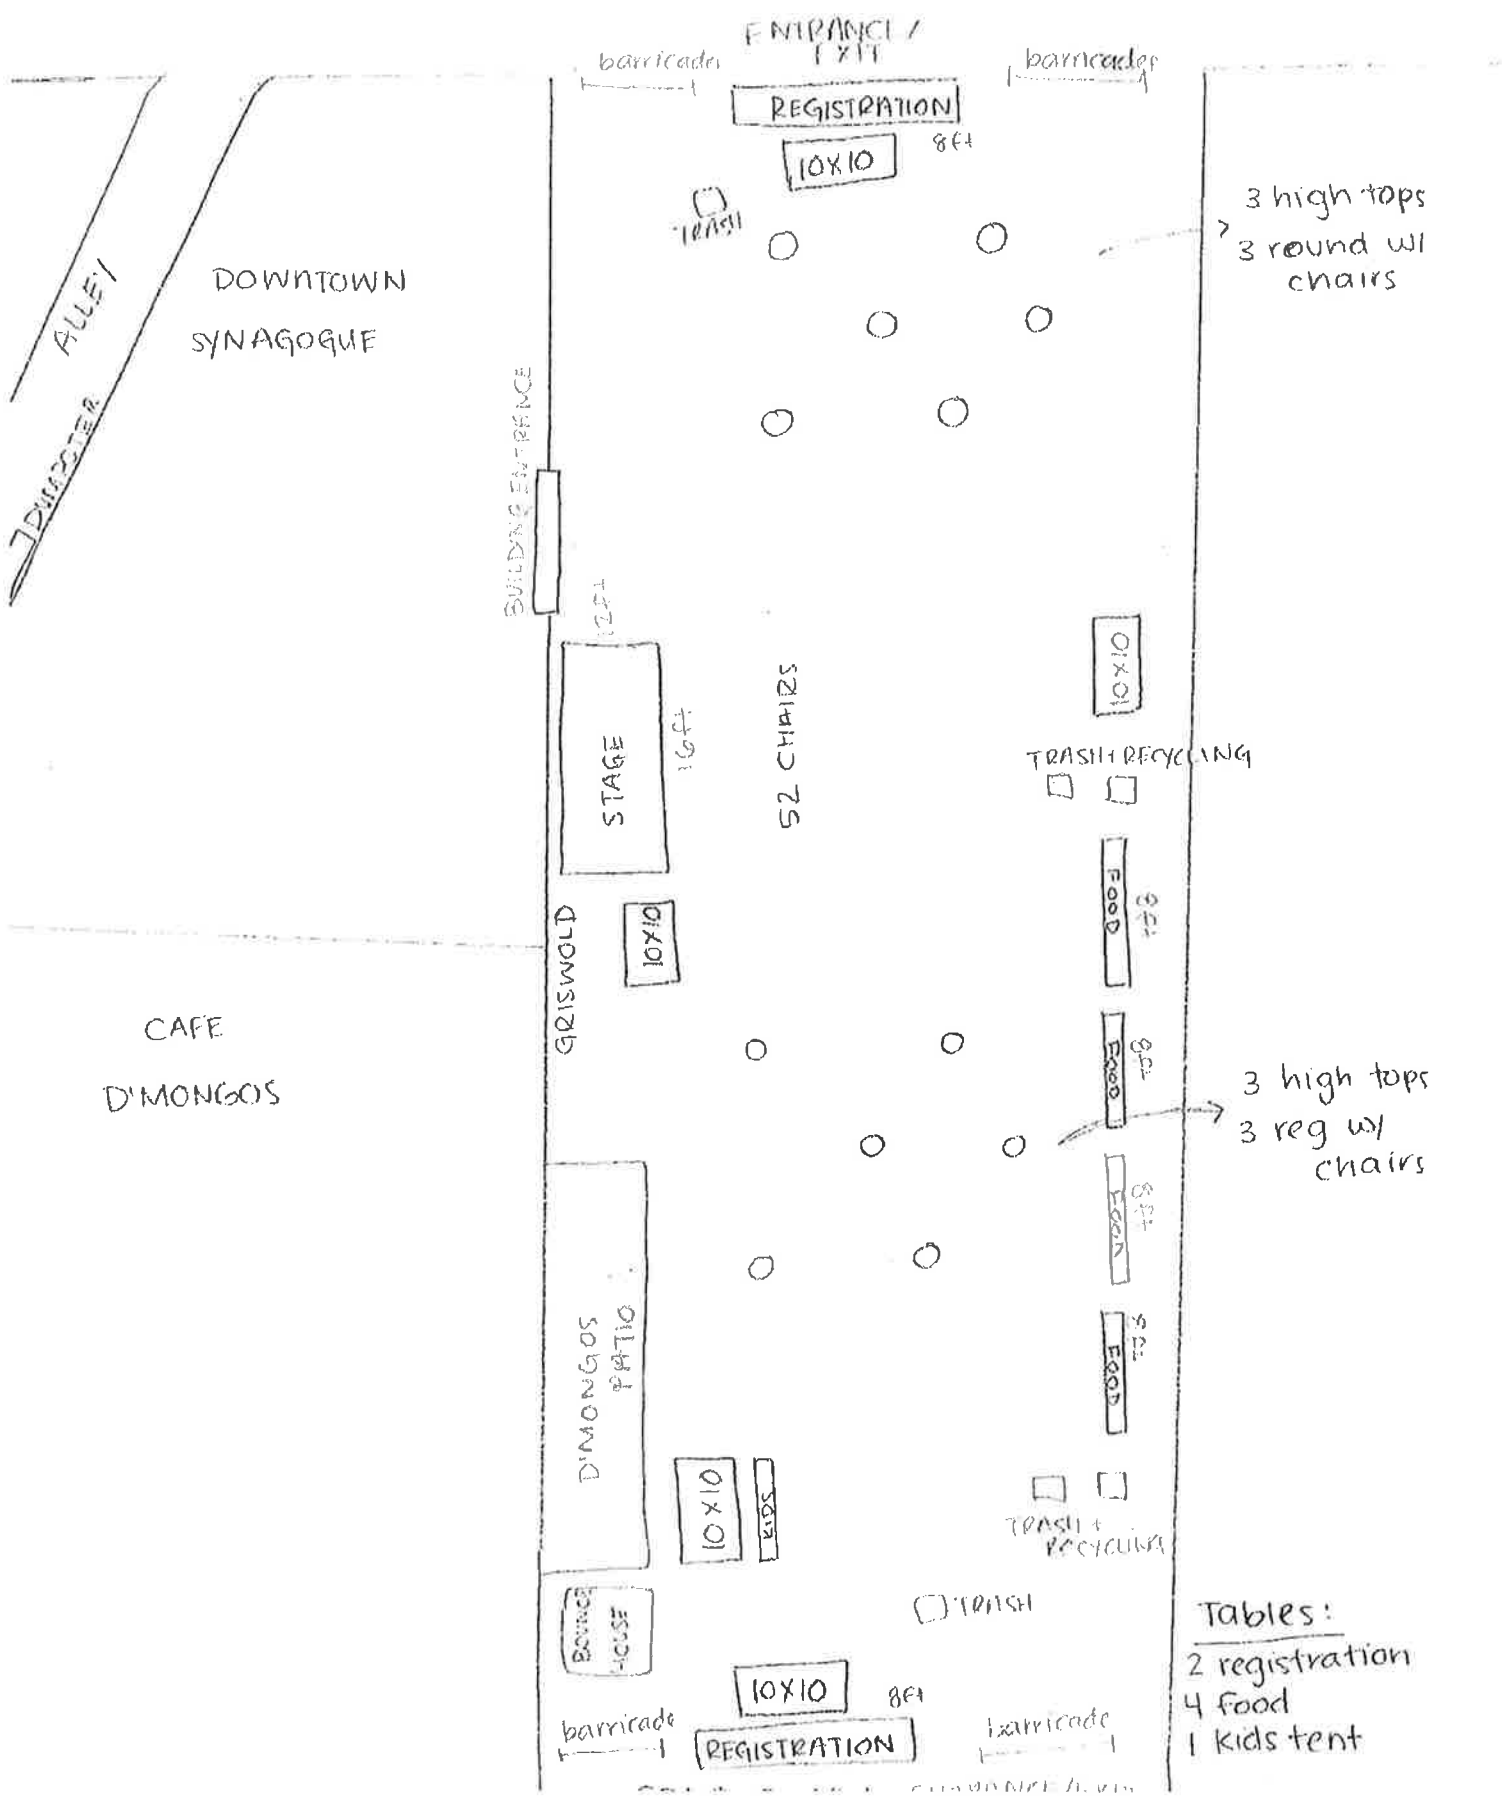 ENTRANCE/
EXIT
barricades
barricades
REGISTRATION
8ft
10X10
TRASH
3 high tops
3 round w/
chairs
ALLEY
DOWNTOWN
SYNAGOGUE
DUMPSTER
BUILDING ENTRANCE
12ft
STAGE
16ft
52 CHAIRS
10X10
TRASH + RECYCLING
FOOD
8ft
GRISWOLD
10X10
CAFE
D'MONGOS
FOOD
8ft
3 high tops
3 reg w/
chairs
FOOD
8ft
D'MONGOS
PATIO
FOOD
8ft
10X10
KIDS
TRASH +
RECYCLING
BOUNCE
HOUSE
TRASH
Tables:
2 registration
4 food
1 kids tent
10X10
8ft
barricade
REGISTRATION
barricade